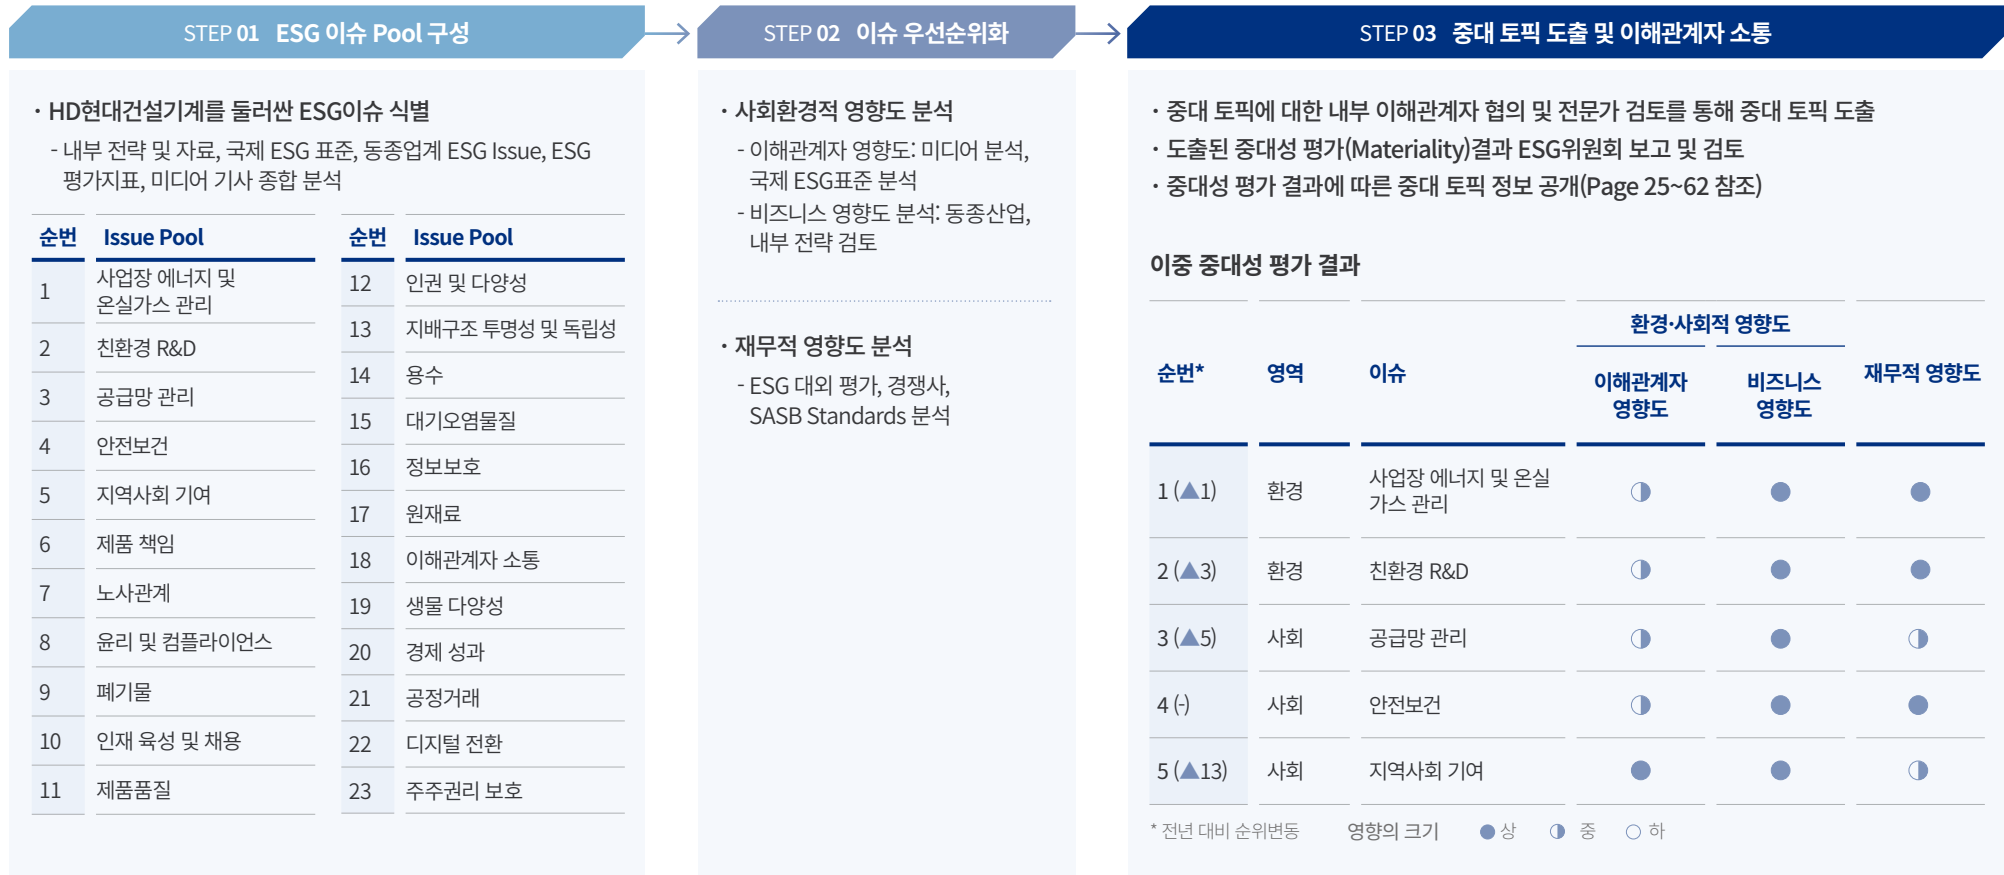 STEP 01 ESG 이슈 Pool 구성
· HD현대건설기계를 둘러싼 ESG이슈 식별
- 내부 전략 및 자료, 국제 ESG 표준, 동종업계 ESG Issue, ESG
평가지표, 미디어 기사 종합 분석
순번 Issue Pool
1 사업장 에너지 및
온실가스 관리
2 친환경 R&D
3 공급망 관리
4 안전보건
5 지역사회 기여
6 제품 책임
7 노사관계
8 윤리 및 컴플라이언스
9 폐기물
10 인재 육성 및 채용
11 제품품질
순번 Issue Pool
12 인권 및 다양성
13 지배구조 투명성 및 독립성
14 용수
15 대기오염물질
16 정보보호
17 원재료
18 이해관계자 소통
19 생물 다양성
20 경제 성과
21 공정거래
22 디지털 전환
23 주주권리 보호
STEP 02 이슈 우선순위화
· 사회환경적 영향도 분석
- 이해관계자 영향도: 미디어 분석,
국제 ESG표준 분석
- 비즈니스 영향도 분석: 동종산업,
내부 전략 검토
· 재무적 영향도 분석
- ESG 대외 평가, 경쟁사,
SASB Standards 분석
STEP 03 중대 토픽 도출 및 이해관계자 소통
· 중대 토픽에 대한 내부 이해관계자 협의 및 전문가 검토를 통해 중대 토픽 도출
· 도출된 중대성 평가(Materiality)결과 ESG위원회 보고 및 검토
· 중대성 평가 결과에 따른 중대 토픽 정보 공개(Page 25~62 참조)
이중 중대성 평가 결과
환경·사회적 영향도
순번* 영역 이슈 이해관계자 비즈니스 재무적 영향도
영향도 영향도
1 (▲1) 환경 사업장 에너지 및 온실 ◑ ● ●
가스 관리
2 (▲3) 환경 친환경 R&D ◑ ● ●
3 (▲5) 사회 공급망 관리 ◑ ● ◑
4 (-) 사회 안전보건 ◑ ● ●
5 (▲13) 사회 지역사회 기여 ● ● ◑
* 전년 대비 순위변동 영향의 크기 ● 상 ◑ 중 ○ 하